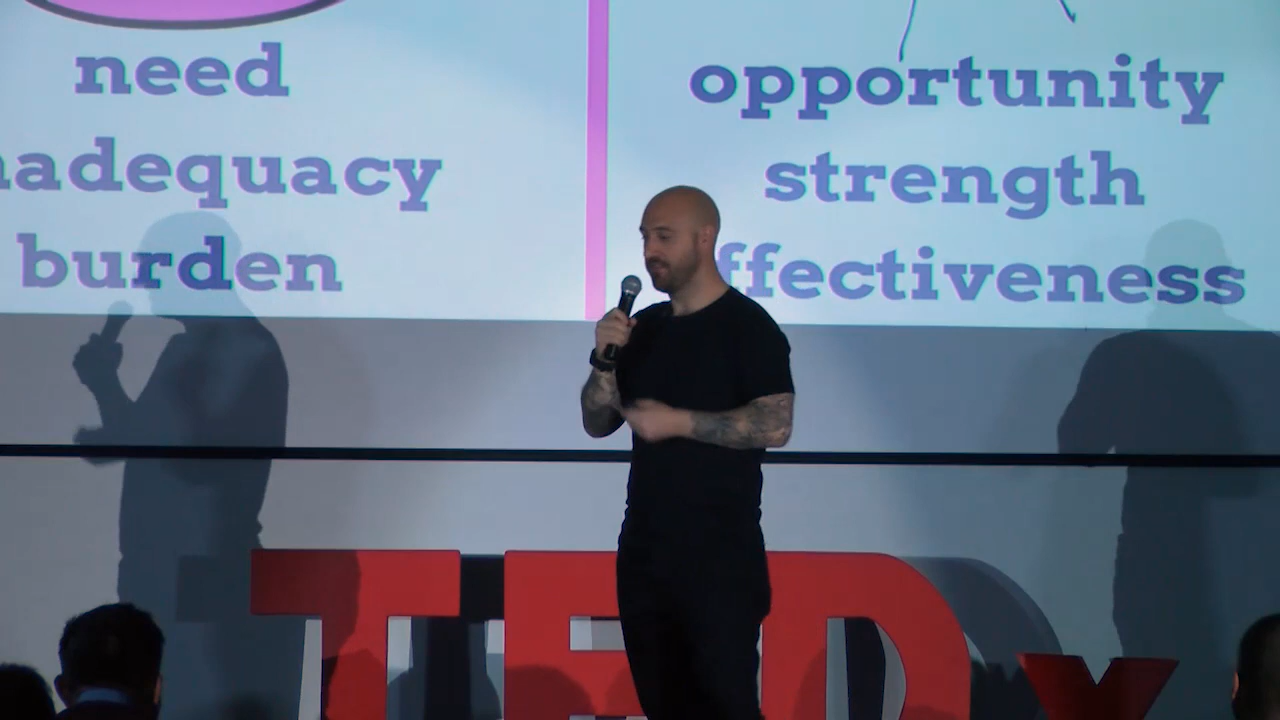 need
nadequacy
burden
opportunity
strength
ffectiveness
TEDx